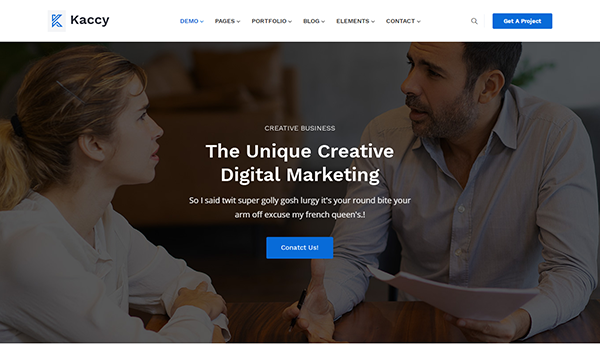 Kaccy
DEMO PAGES PORTFOLIO BLOG ELEMENTS CONTACT
Get A Project
CREATIVE BUSINESS
The Unique Creative
Digital Marketing
So I said twit super golly gosh lurgy it's your round bite your
arm off excuse my french queen's.!
Conatct Us!